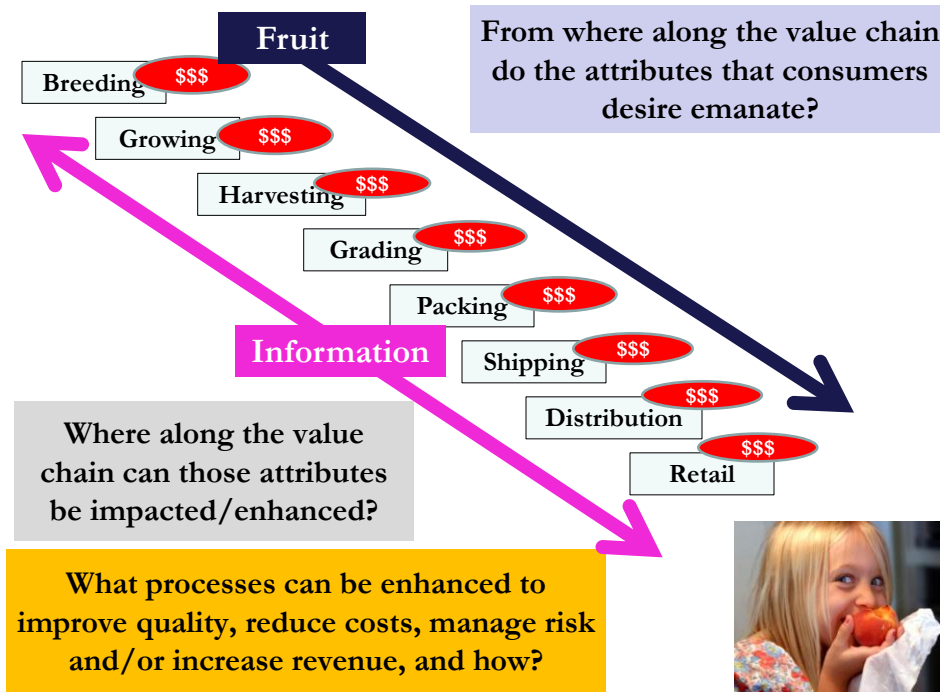 Fruit
From where along the value chain
do the attributes that consumers
desire emanate?
Breeding
$$$
Growing
$$$
Harvesting
$$$
Grading
$$$
Packing
$$$
Information
Shipping
$$$
Distribution
$$$
Retail
$$$
Where along the value
chain can those attributes
be impacted/enhanced?
What processes can be enhanced to
improve quality, reduce costs, manage risk
and/or increase revenue, and how?